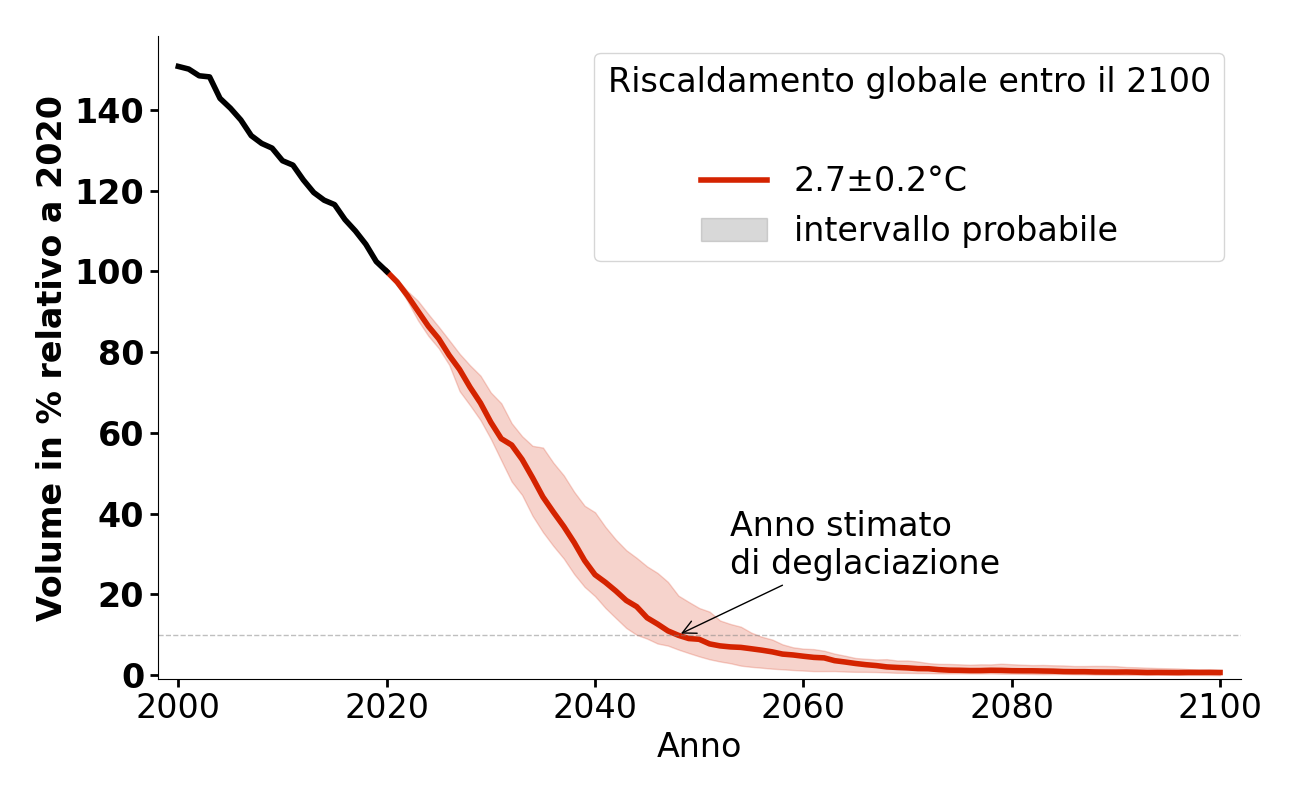 Volume in % relativo a 2020
140
120
100
80
60
40
20
0
Riscaldamento globale entro il 2100
2.7±0.2°C
intervallo probabile
Anno stimato
di deglaciazione
2000 2020 2040 2060 2080 2100
Anno